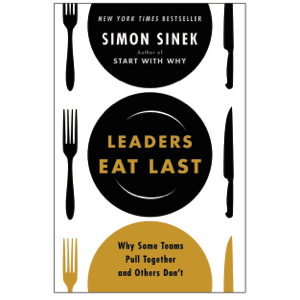 NEW YORK TIMES BESTSELLER
SIMON SINEK
Author of
START WITH WHY
LEADERS
EAT LAST
Why Some Teams
Pull Together
and Others Don't